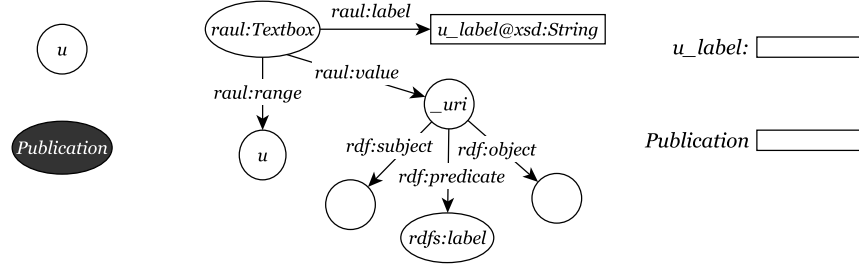 u
Publication
raul:Textbox
raul:label
u_label@xsd:String
raul:value
raul:range
u
_uri
rdf:subject
rdf:object
rdf:predicate
rdfs:label
u_label:
Publication